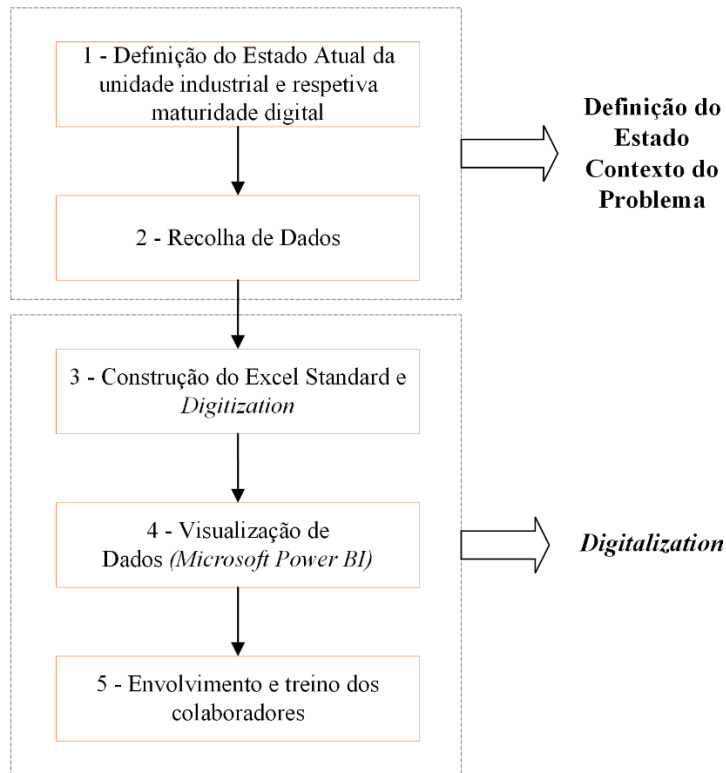 1 - Definição do Estado Atual da
unidade industrial e respetiva
maturidade digital
Definição do
Estado
Contexto do
Problema
2 - Recolha de Dados
3 - Construção do Excel Standard e
Digitization
4 - Visualização de
Dados (Microsoft Power BI)
Digitalization
5 - Envolvimento e treino dos
colaboradores